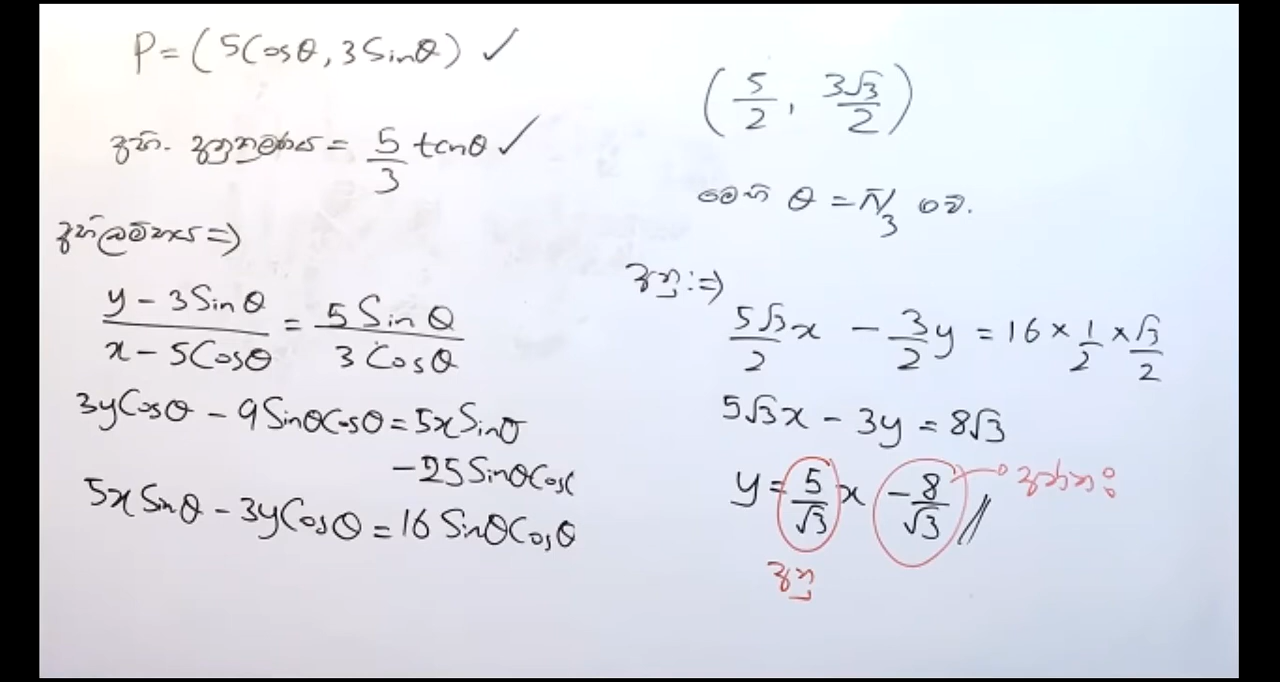 P = (5Cosθ, 3Sinθ) ✓
= 5/3 tanθ ✓
⇒
(y - 3Sinθ)/(x - 5Cosθ) = (5Sinθ)/(3Cosθ)
3yCosθ - 9SinθCosθ = 5xSinθ
-25SinθCos
5xSinθ - 3yCosθ = 16SinθCosθ
(5/2, 3√3/2)
මෙහි θ = π/3 වේ.
⇒
5√3/2 x - 3/2 y = 16 × 1/2 × √3/2
5√3x - 3y = 8√3
y = 5/√3 x - 8/√3 //